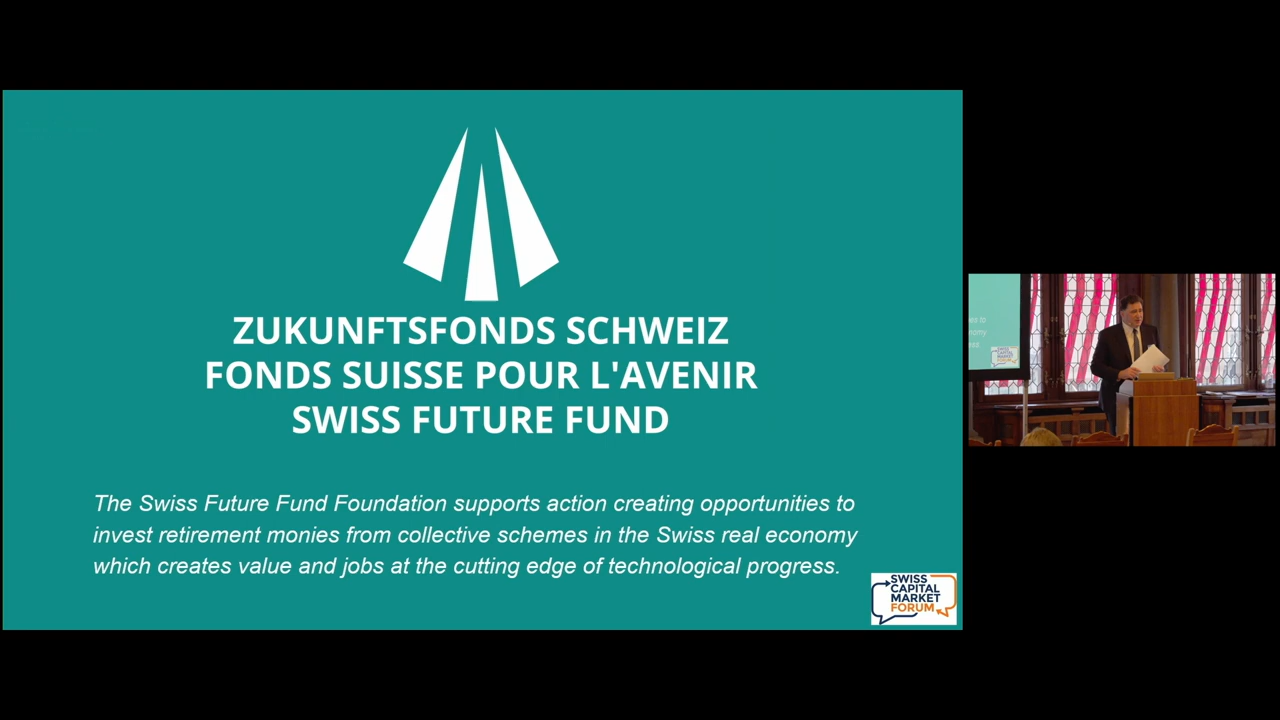 ZUKUNFTSFONDS SCHWEIZ
FONDS SUISSE POUR L'AVENIR
SWISS FUTURE FUND
The Swiss Future Fund Foundation supports action creating opportunities to
invest retirement monies from collective schemes in the Swiss real economy
which creates value and jobs at the cutting edge of technological progress.
SWISS
CAPITAL
MARKET
FORUM